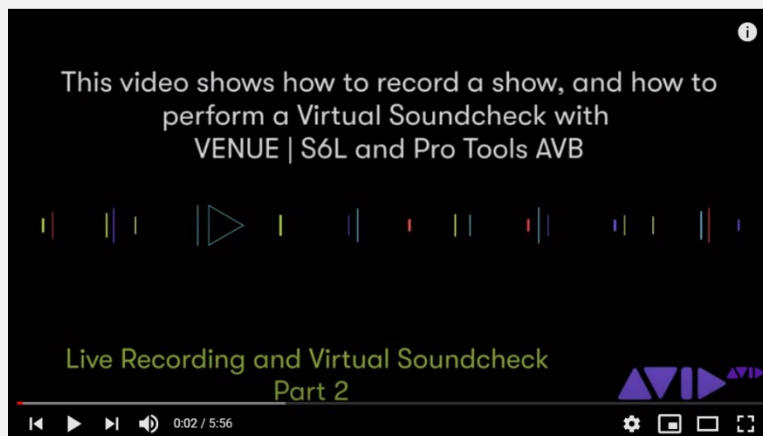 This video shows how to record a show, and how to
perform a Virtual Soundcheck with
VENUE | S6L and Pro Tools AVB
Live Recording and Virtual Soundcheck
Part 2
AVID
AVID
0:02 / 5:56